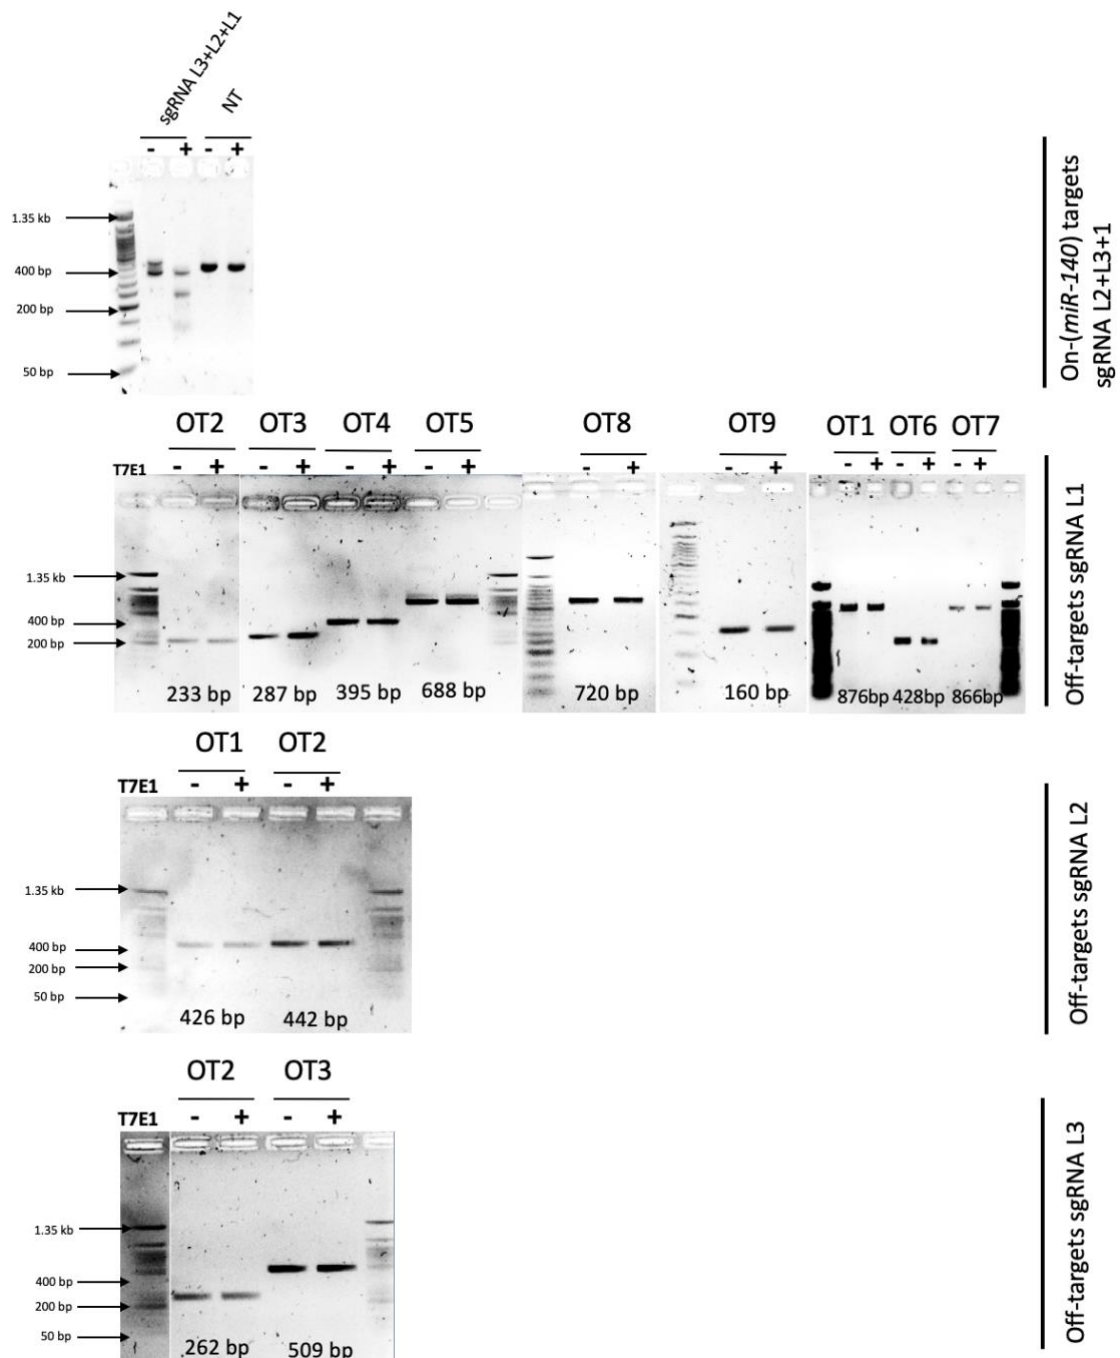 sgRNA L3+L2+L1
NT
- + - +
1.35 kb
400 bp
200 bp
50 bp
On-(miR-140) targets
sgRNA L2+L3+1
OT2 OT3 OT4 OT5 OT8 OT9 OT1 OT6 OT7
T7E1 - + - + - + - + - + - + - + - + - +
1.35 kb
400 bp
200 bp
233 bp 287 bp 395 bp 688 bp 720 bp 160 bp 876bp 428bp 866bp
Off-targets sgRNA L1
OT1 OT2
T7E1 - + - +
1.35 kb
400 bp
200 bp
50 bp
426 bp 442 bp
Off-targets sgRNA L2
OT2 OT3
T7E1 - + - +
1.35 kb
400 bp
200 bp
50 bp
262 bp 509 bp
Off-targets sgRNA L3